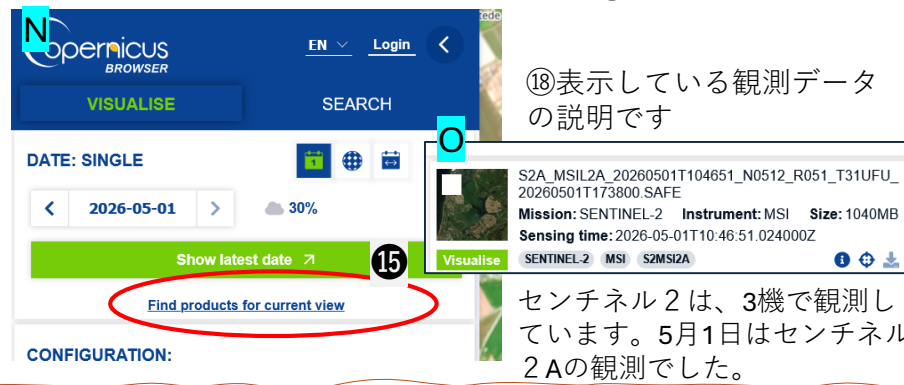 N
opernicus
BROWSER
EN
Login
VISUALISE
SEARCH
DATE: SINGLE
1
2026-05-01
30%
Show latest date
⑮
Find products for current view
CONFIGURATION:
⑱表示している観測データ
の説明です
O
S2A_MSIL2A_20260501T104651_N0512_R051_T31UFU_
20260501T173800.SAFE
Mission: SENTINEL-2 Instrument: MSI Size: 1040MB
Sensing time: 2026-05-01T10:46:51.024000Z
Visualise
SENTINEL-2 MSI S2MSI2A
センチネル２は、3機で観測し
ています。5月1日はセンチネル
２Aの観測でした。